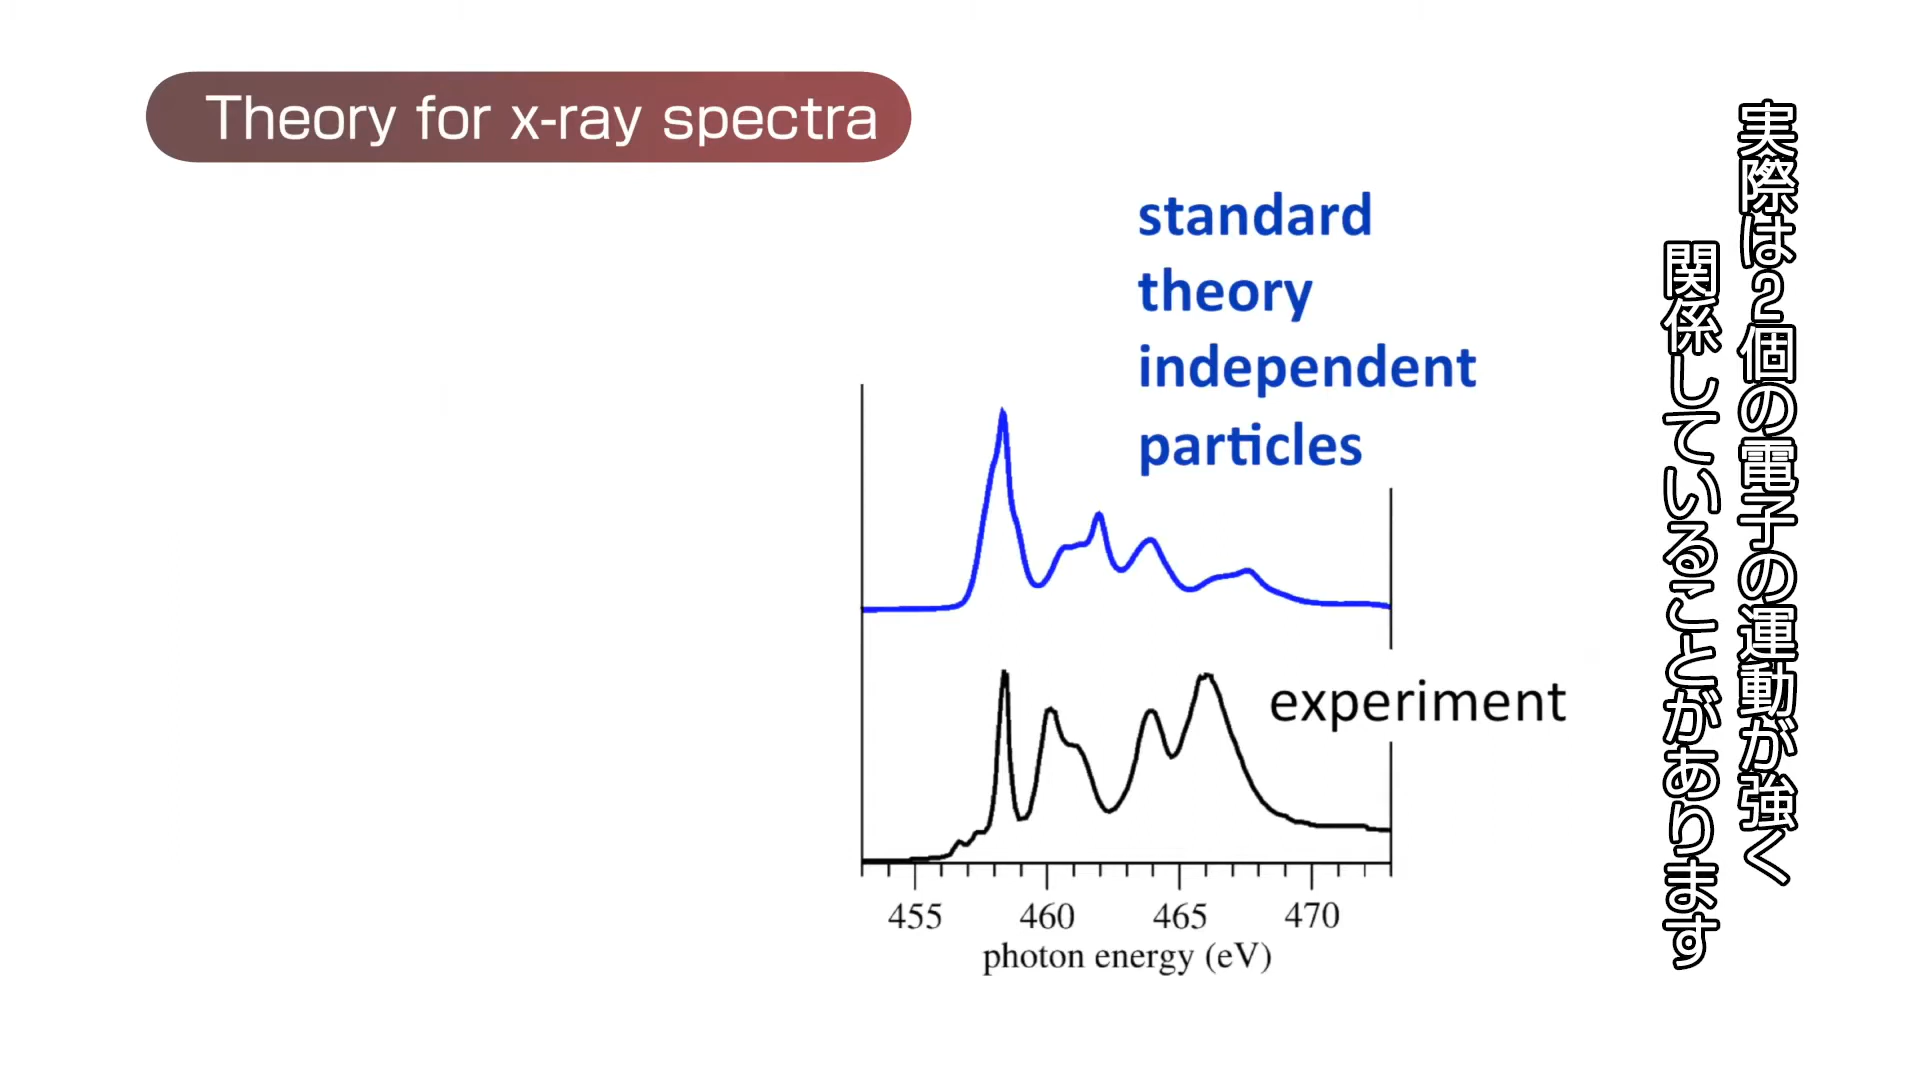 Theory for x-ray spectra
standard
theory
independent
particles
experiment
455 460 465 470
photon energy (eV)
実際は2個の電子の運動が強く
関係していることがあります